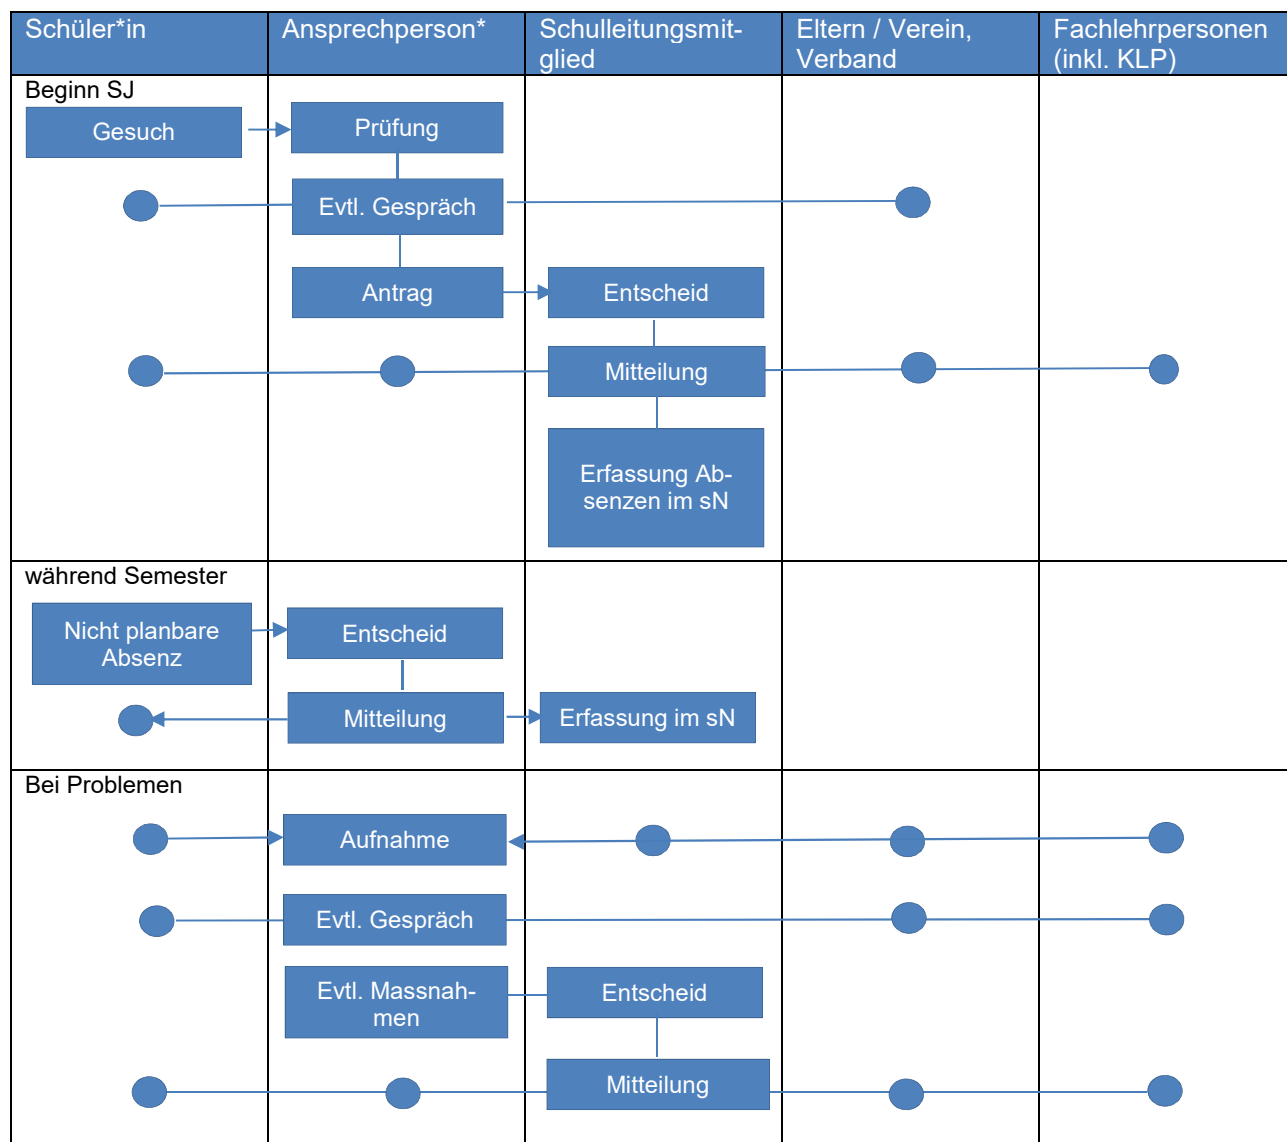 Schüler*in
Ansprechperson*
Schulleitungsmit-
glied
Eltern / Verein,
Verband
Fachlehrpersonen
(inkl. KLP)
Beginn SJ
Gesuch
Prüfung
Evtl. Gespräch
Antrag
Entscheid
Mitteilung
Erfassung Ab-
senzen im sN
während Semester
Nicht planbare
Absenz
Entscheid
Mitteilung
Erfassung im sN
Bei Problemen
Aufnahme
Evtl. Gespräch
Evtl. Massnah-
men
Entscheid
Mitteilung